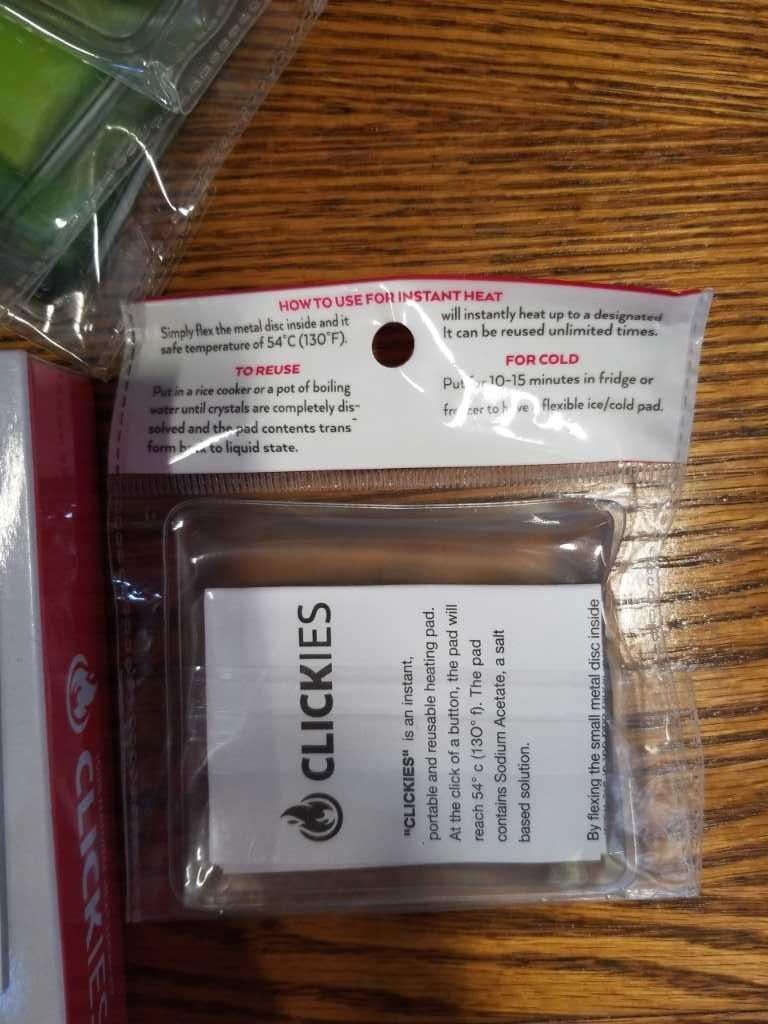 HOW TO USE FOR INSTANT HEAT
Simply flex the metal disc inside and it
will instantly heat up to a designated
safe temperature of 54°C (130°F).
It can be reused unlimited times.
TO REUSE
Put in a rice cooker or a pot of boiling
water until crystals are completely dis-
solved and the pad contents trans-
form back to liquid state.
FOR COLD
Put for 10-15 minutes in fridge or
freezer to have flexible ice/cold pad.
CLICKIES
"CLICKIES" is an instant,
portable and reusable heating pad.
At the click of a button, the pad will
reach 54° c (130° f). The pad
contains Sodium Acetate, a salt
based solution.
By flexing the small metal disc inside
CLICKIES